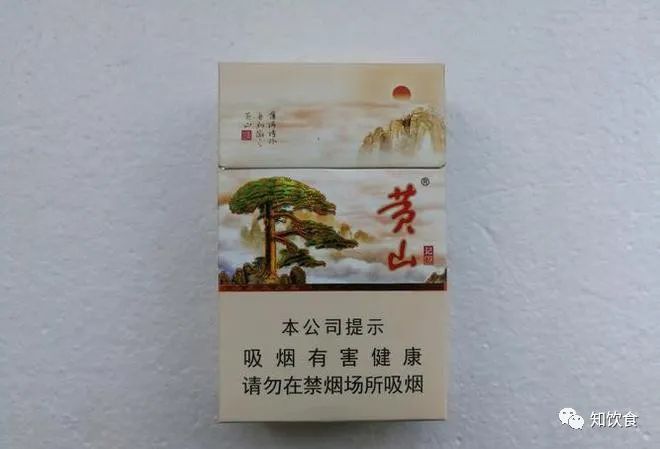 黄山
®
本公司提示
吸烟有害健康
请勿在禁烟场所吸烟
知饮食